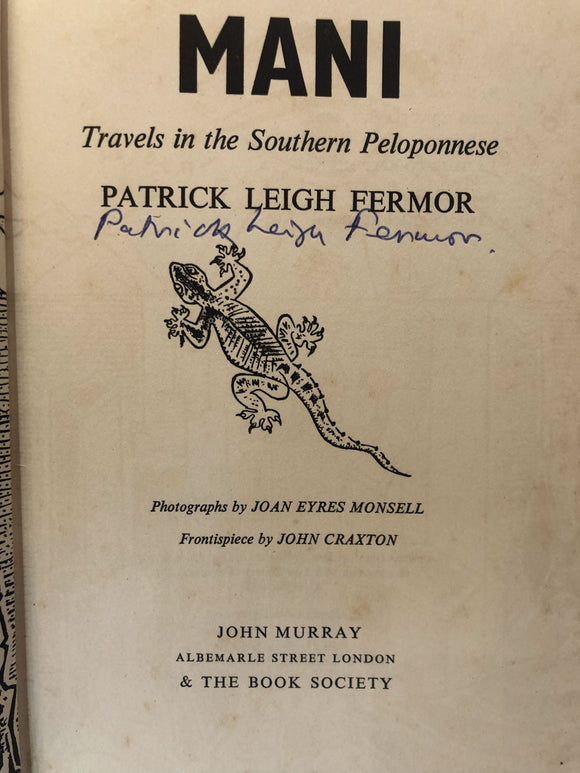 MANI
Travels in the Southern Peloponnese
PATRICK LEIGH FERMOR
Patrick Leigh Fermor.
Photographs by JOAN EYRES MONSELL
Frontispiece by JOHN CRAXTON
JOHN MURRAY
ALBEMARLE STREET LONDON
& THE BOOK SOCIETY